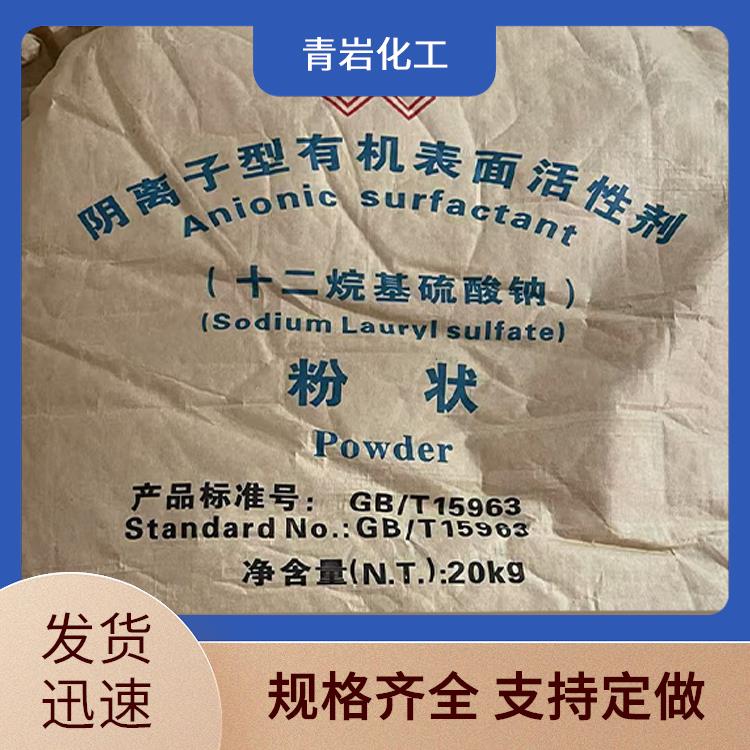 青岩化工
阴离子型有机表面活性剂
Anionic surfactant
(十二烷基硫酸钠)
(Sodium Lauryl sulfate)
粉 状
Powder
产品标准号: GB/T15963
Standard No.:GB/T15963
净含量(N.T.):20kg
发货
迅速
规格齐全 支持定做